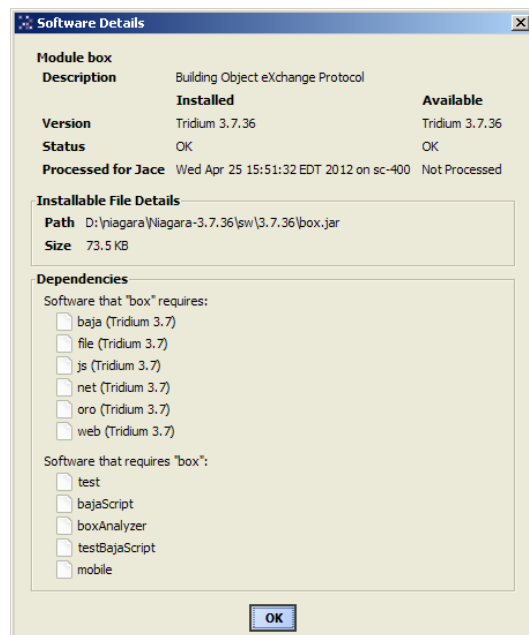 Software Details
Module box
Description Building Object eXchange Protocol
Installed Available
Version Tridium 3.7.36 Tridium 3.7.36
Status OK OK
Processed for Jace Wed Apr 25 15:51:32 EDT 2012 on sc-400 Not Processed
Installable File Details
Path D:\niagara\Niagara-3.7.36\sw\3.7.36\box.jar
Size 73.5 KB
Dependencies
Software that "box" requires:
baja (Tridium 3.7)
file (Tridium 3.7)
js (Tridium 3.7)
net (Tridium 3.7)
oro (Tridium 3.7)
web (Tridium 3.7)
Software that requires "box":
test
bajaScript
boxAnalyzer
testBajaScript
mobile
OK